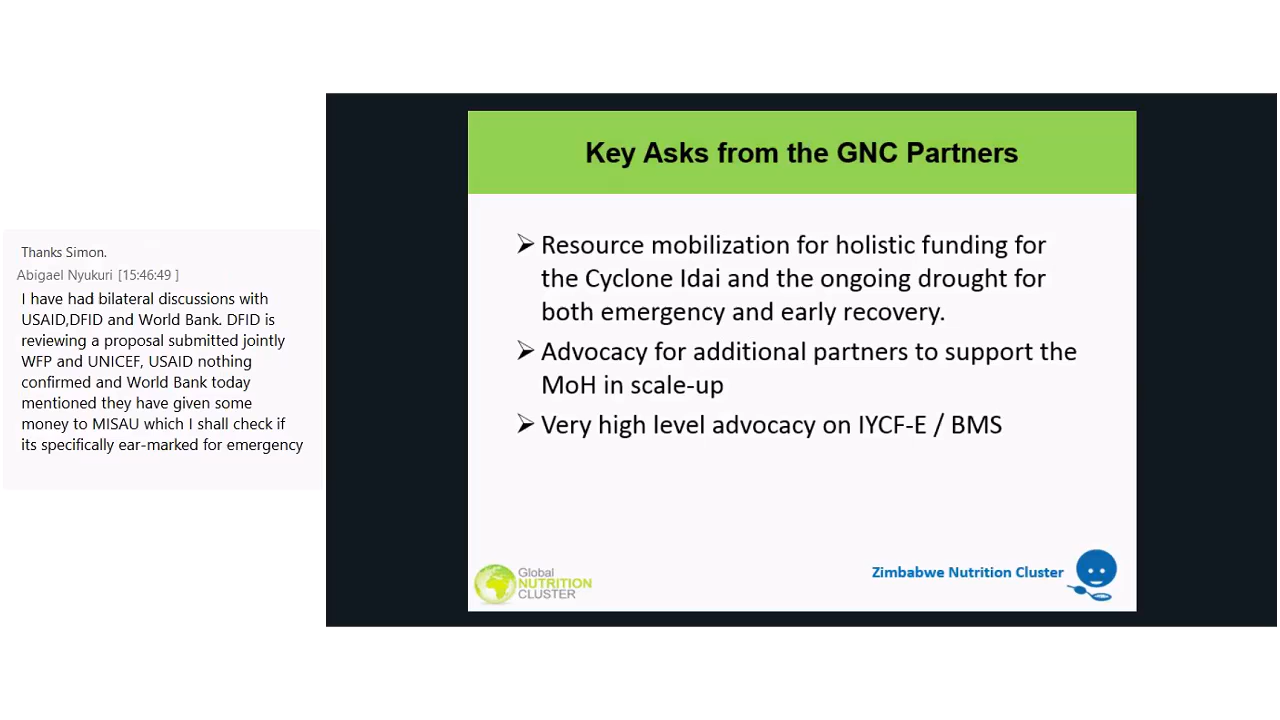 Thanks Simon.
Abigael Nyukuri [15:46:49 ]
I have had bilateral discussions with
USAID,DFID and World Bank. DFID is
reviewing a proposal submitted jointly
WFP and UNICEF, USAID nothing
confirmed and World Bank today
mentioned they have given some
money to MISAU which I shall check if
its specifically ear-marked for emergency
Key Asks from the GNC Partners
➢ Resource mobilization for holistic funding for
the Cyclone Idai and the ongoing drought for
both emergency and early recovery.
➢ Advocacy for additional partners to support the
MoH in scale-up
➢ Very high level advocacy on IYCF-E / BMS
Global
NUTRITION
CLUSTER
Zimbabwe Nutrition Cluster